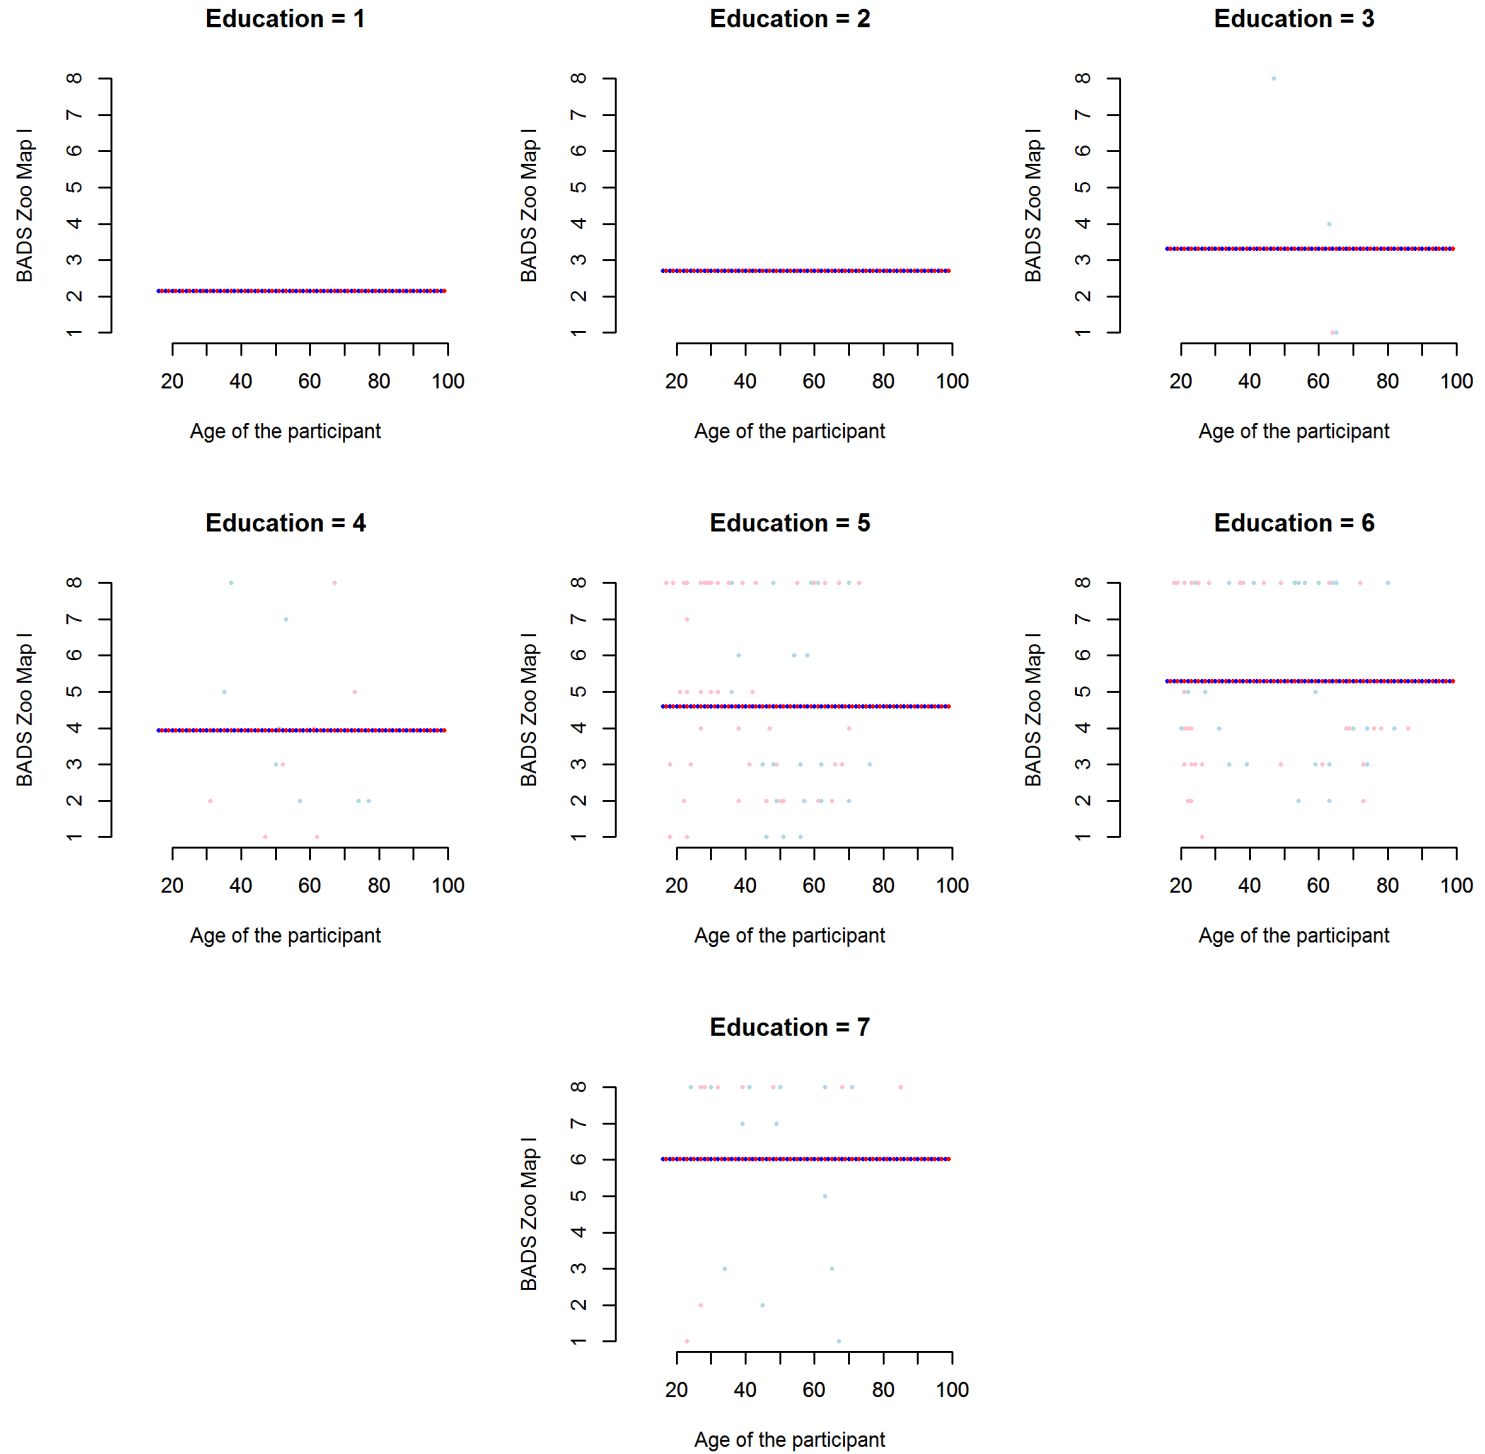 Education = 1
BADS Zoo Map I
8
7
6
5
4
3
2
1
20 40 60 80 100
Age of the participant
Education = 2
BADS Zoo Map I
8
7
6
5
4
3
2
1
20 40 60 80 100
Age of the participant
Education = 3
BADS Zoo Map I
8
7
6
5
4
3
2
1
20 40 60 80 100
Age of the participant
Education = 4
BADS Zoo Map I
8
7
6
5
4
3
2
1
20 40 60 80 100
Age of the participant
Education = 5
BADS Zoo Map I
8
7
6
5
4
3
2
1
20 40 60 80 100
Age of the participant
Education = 6
BADS Zoo Map I
8
7
6
5
4
3
2
1
20 40 60 80 100
Age of the participant
Education = 7
BADS Zoo Map I
8
7
6
5
4
3
2
1
20 40 60 80 100
Age of the participant